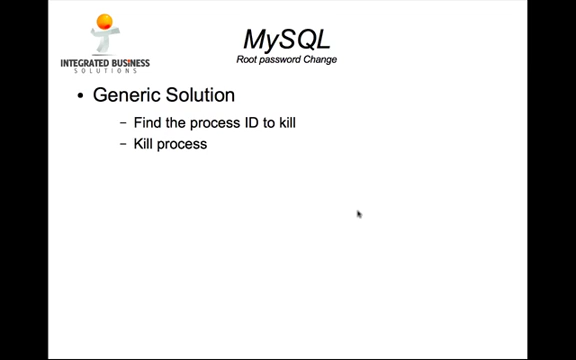 MySQL
Root password Change
INTEGRATED BUSINESS
SOLUTIONS
• Generic Solution
– Find the process ID to kill
– Kill process